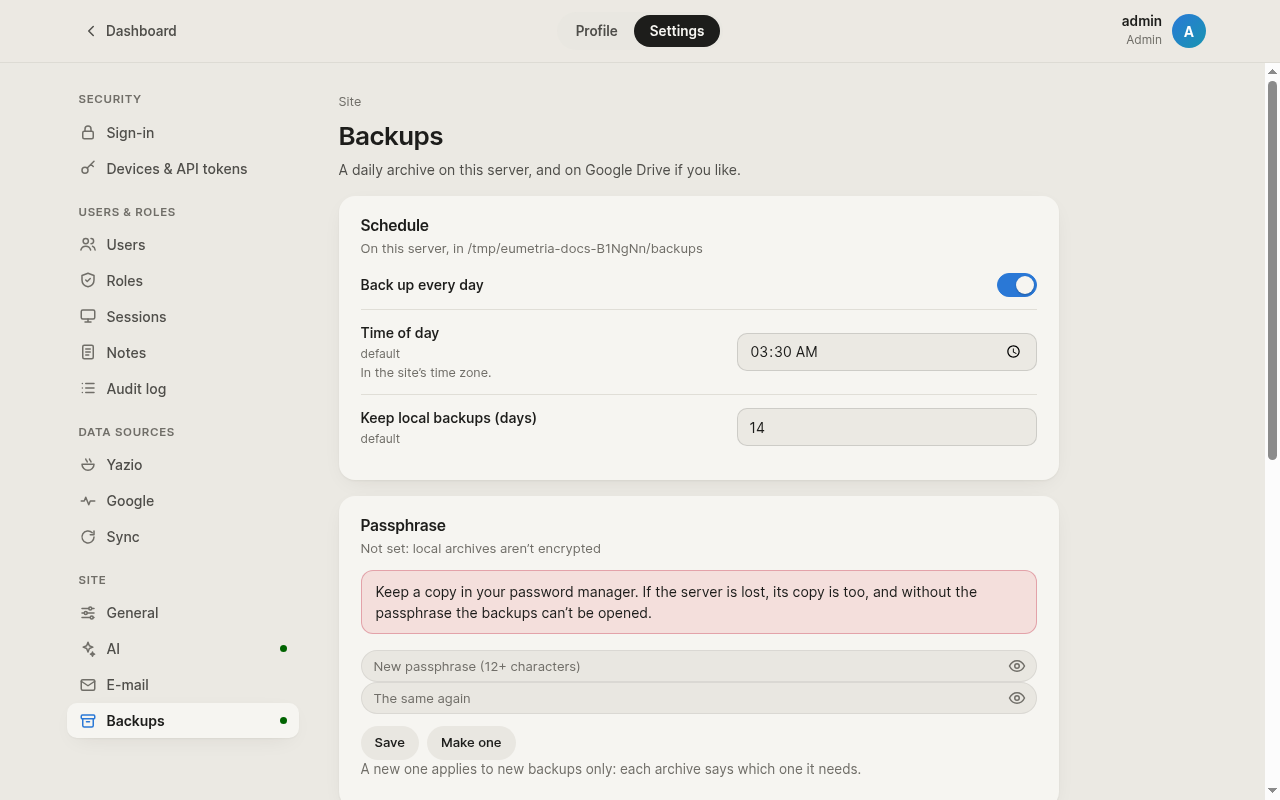 Dashboard
Profile
Settings
admin
Admin
A
SECURITY
Sign-in
Devices & API tokens
USERS & ROLES
Users
Roles
Sessions
Notes
Audit log
DATA SOURCES
Yazio
Google
Sync
SITE
General
AI
E-mail
Backups
Site
Backups
A daily archive on this server, and on Google Drive if you like.
Schedule
On this server, in /tmp/eumetria-docs-B1NgNn/backups
Back up every day
Time of day
default
In the site’s time zone.
03:30 AM
Keep local backups (days)
default
14
Passphrase
Not set: local archives aren’t encrypted
Keep a copy in your password manager. If the server is lost, its copy is too, and without the
passphrase the backups can’t be opened.
New passphrase (12+ characters)
The same again
Save
Make one
A new one applies to new backups only: each archive says which one it needs.